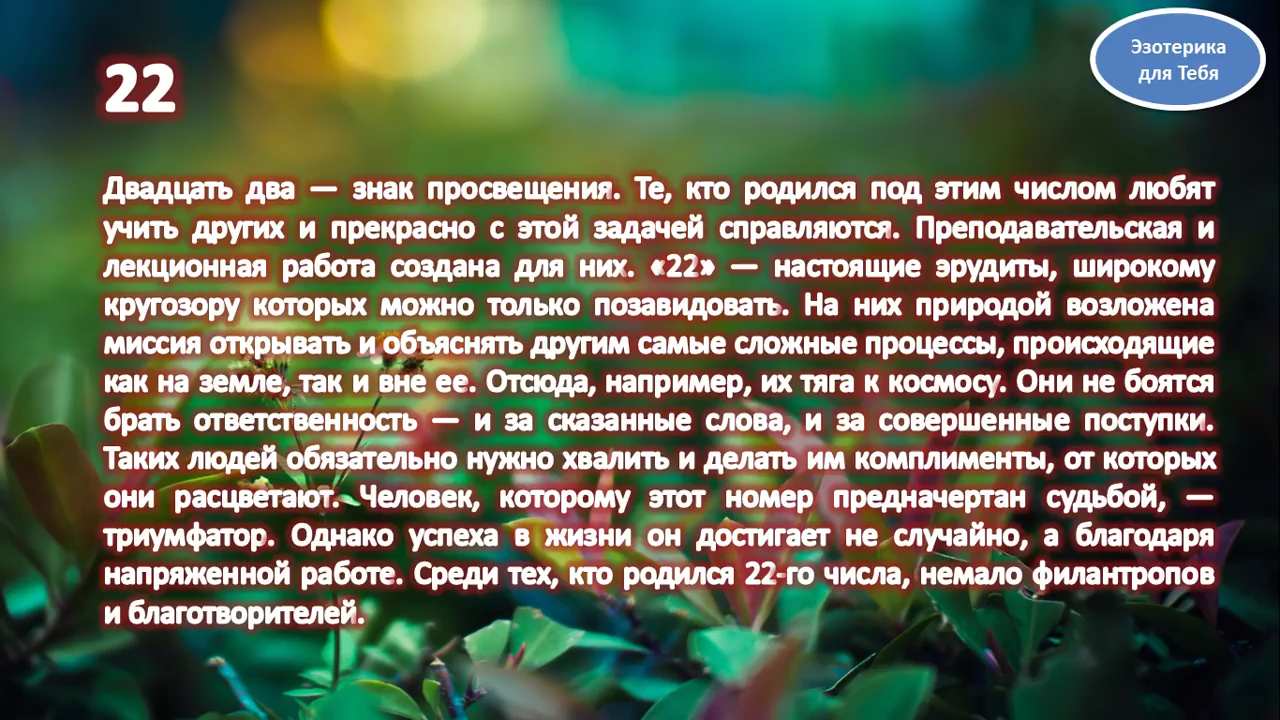 Эзотерика
для Тебя
22
Двадцать два — знак просвещения. Те, кто родился под этим числом любят
учить других и прекрасно с этой задачей справляются. Преподавательская и
лекционная работа создана для них. «22» — настоящие эрудиты, широкому
кругозору которых можно только позавидовать. На них природой возложена
миссия открывать и объяснять другим самые сложные процессы, происходящие
как на земле, так и вне ее. Отсюда, например, их тяга к космосу. Они не боятся
брать ответственность — и за сказанные слова, и за совершенные поступки.
Таких людей обязательно нужно хвалить и делать им комплименты, от которых
они расцветают. Человек, которому этот номер предначертан судьбой, —
триумфатор. Однако успеха в жизни он достигает не случайно, а благодаря
напряженной работе. Среди тех, кто родился 22-го числа, немало филантропов
и благотворителей.